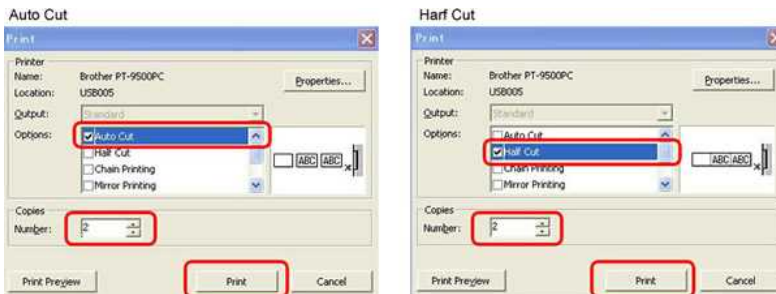 Auto Cut
Print
Printer
Name: Brother PT-9500PC
Properties...
Location: USB005
Output: Standard
Options: Auto Cut
Half Cut
Chain Printing
Mirror Printing
ABC ABC
Copies
Number: 2
Print Preview Print Cancel
Harf Cut
Print
Printer
Name: Brother PT-9500PC
Properties...
Location: USB005
Output: Standard
Options: Auto Cut
Half Cut
Chain Printing
Mirror Printing
ABC ABC
Copies
Number: 2
Print Preview Print Cancel